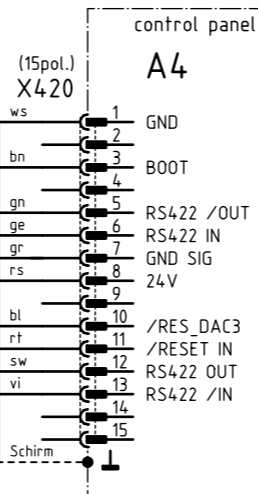 control panel
(15pol.)
A4
X420
ws 1 GND
2
bn 3 BOOT
4
gn 5 RS422 /OUT
ge 6 RS422 IN
gr 7 GND SIG
rs 8 24V
9
bl 10 /RES_DAC3
rt 11 /RESET IN
sw 12 RS422 OUT
vi 13 RS422 /IN
14
15
Schirm